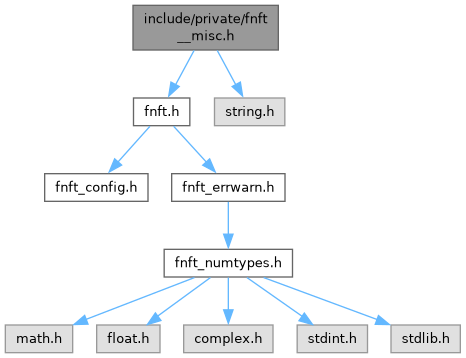 include/private/fnft
__misc.h
fnft.h
string.h
fnft_config.h
fnft_errwarn.h
fnft_numtypes.h
math.h
float.h
complex.h
stdint.h
stdlib.h